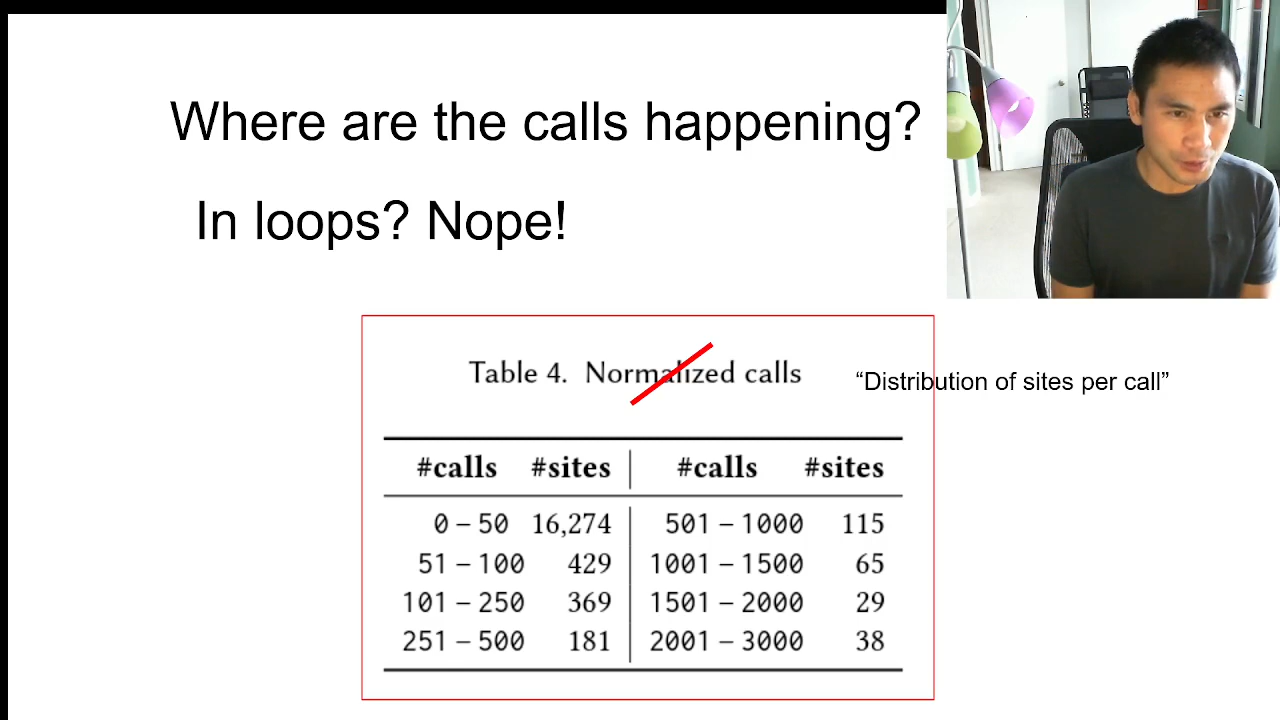 Where are the calls happening?
In loops? Nope!
Table 4. Normalized calls
“Distribution of sites per call”
#calls #sites #calls #sites
0 – 50 16,274 501 – 1000 115
51 – 100 429 1001 – 1500 65
101 – 250 369 1501 – 2000 29
251 – 500 181 2001 – 3000 38